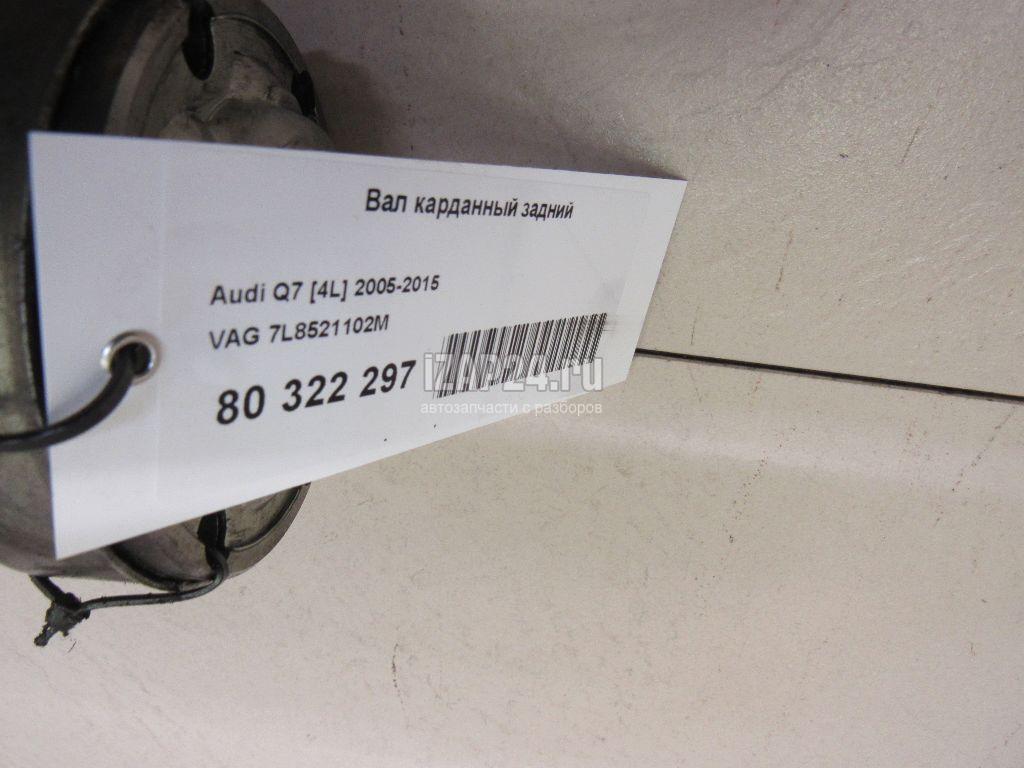 Вал карданный задний
Audi Q7 [4L] 2005-2015
VAG 7L8521102M
80 322 297
iZAP24.ru
автозапчасти с разборов